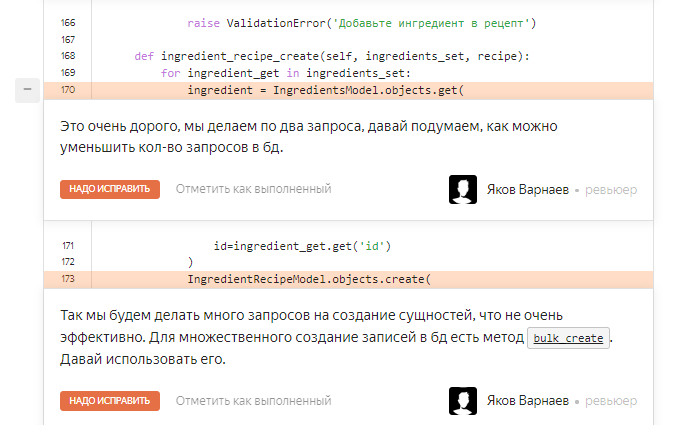 166 raise ValidationError('Добавьте ингредиент в рецепт')
167
168 def ingredient_recipe_create(self, ingredients_set, recipe):
169 for ingredient_get in ingredients_set:
170 ingredient = IngredientsModel.objects.get(
Это очень дорого, мы делаем по два запроса, давай подумаем, как можно
уменьшить кол-во запросов в бд.
НАДО ИСПРАВИТЬ Отметить как выполненный Яков Варнаев • ревьюер
171 id=ingredient_get.get('id')
172 )
173 IngredientRecipeModel.objects.create(
Так мы будем делать много запросов на создание сущностей, что не очень
эффективно. Для множественного создание записей в бд есть метод bulk_create.
Давай использовать его.
НАДО ИСПРАВИТЬ Отметить как выполненный Яков Варнаев • ревьюер